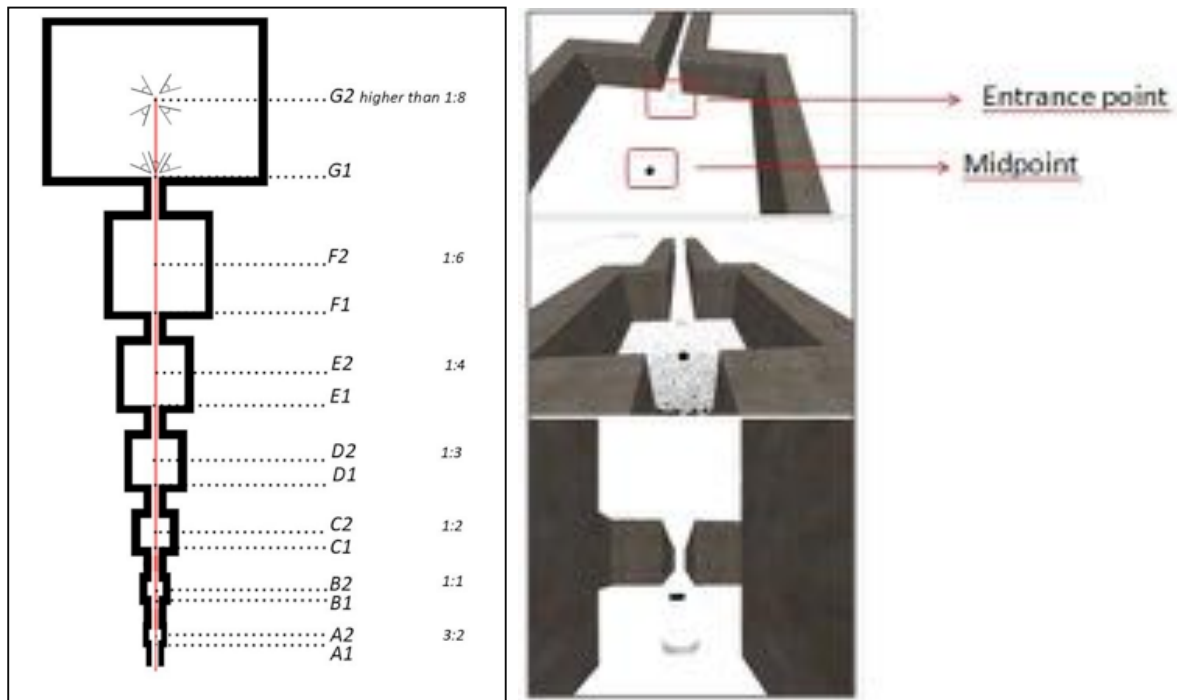 G2 higher than 1:8
G1
F2 1:6
F1
E2 1:4
E1
D2 1:3
D1
C2 1:2
C1
B2 1:1
B1
A2 3:2
A1
Entrance point
Midpoint